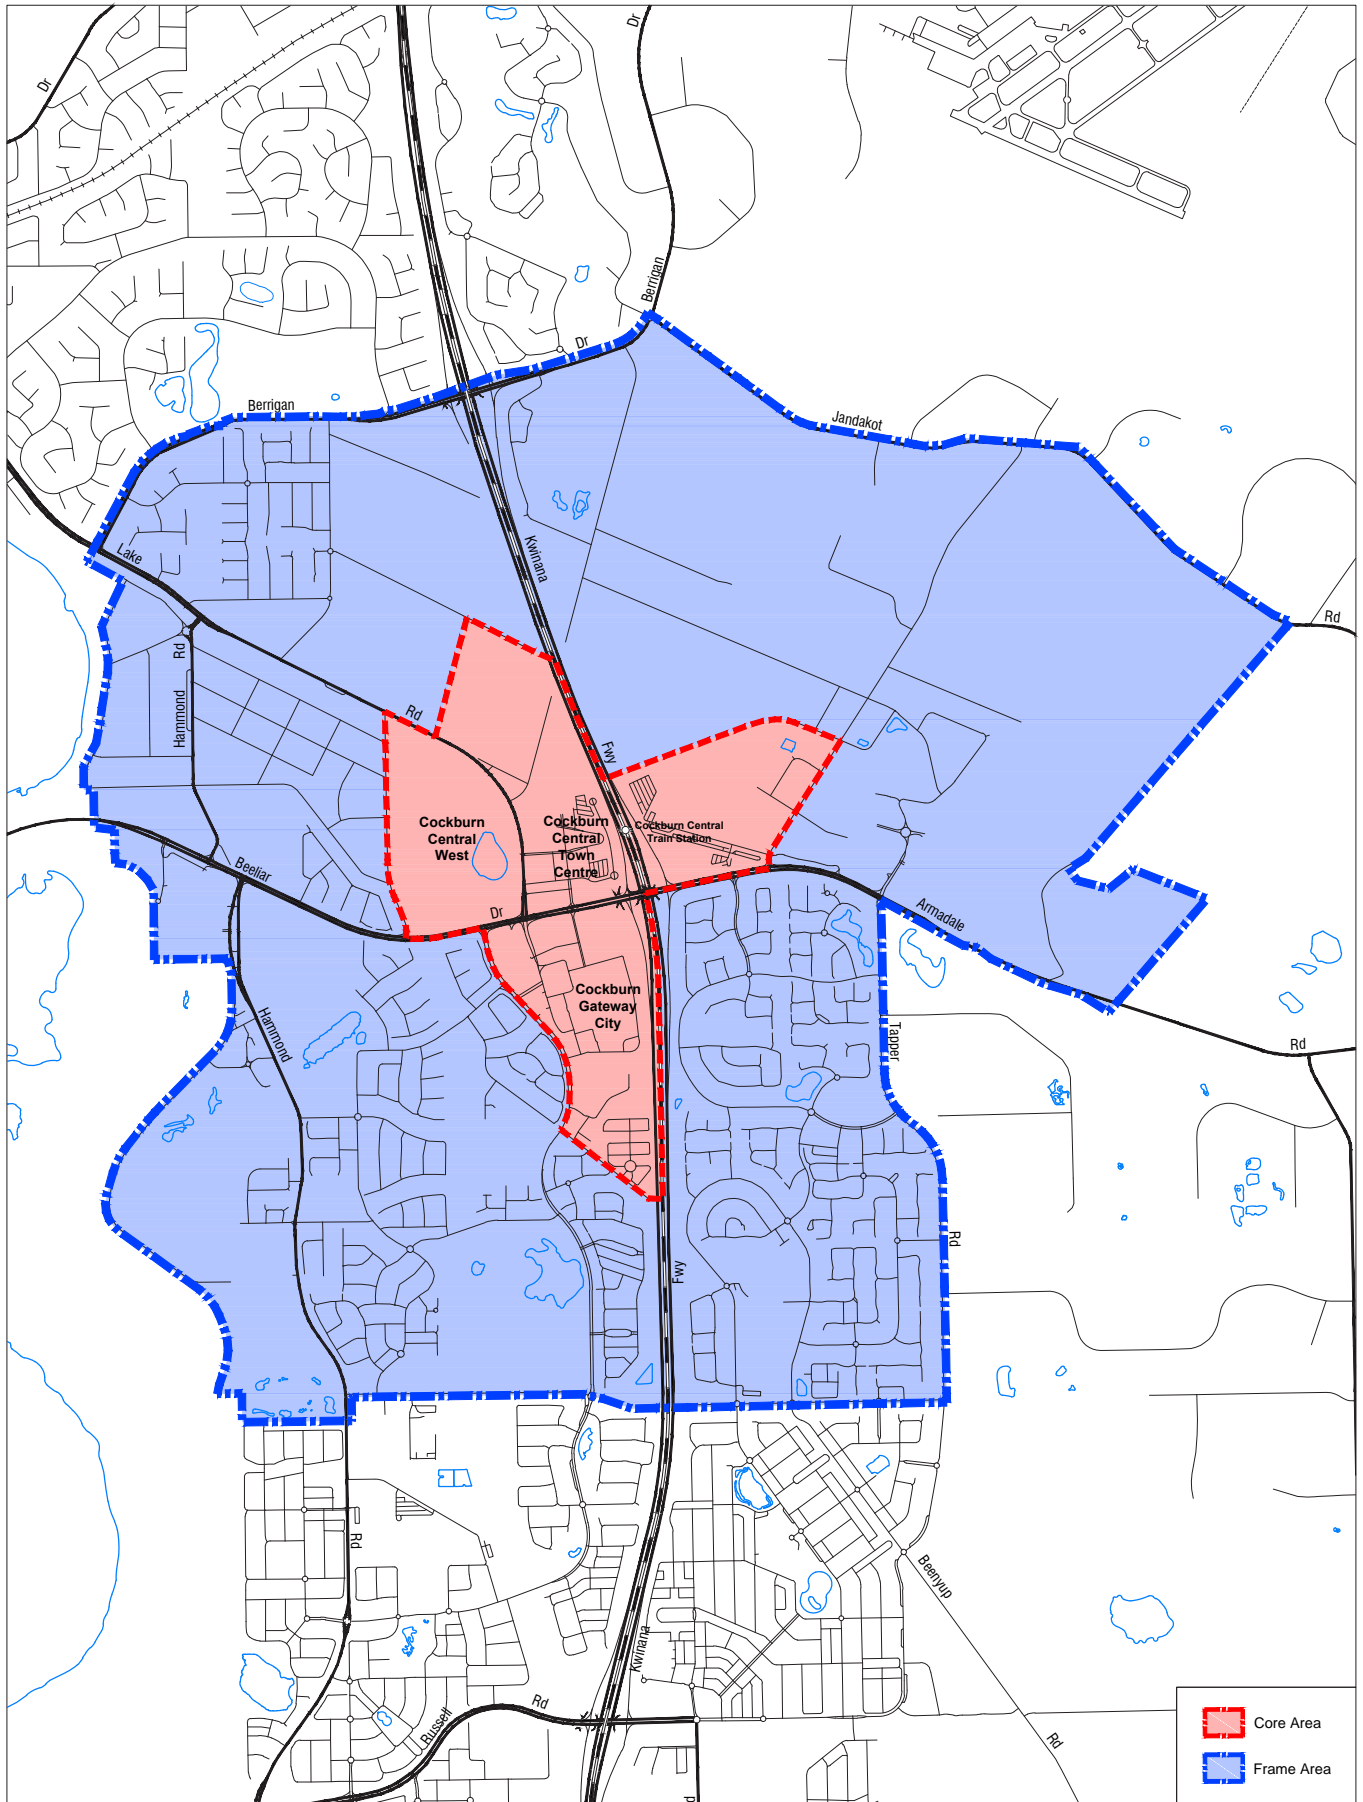 Dr
Dr
Berrigan
Dr
Berrigan
Jandakot
Lake
Kwinana
Rd
Rd
Hammond
Rd
Fwy
Cockburn
Central
West
Cockburn
Central
Town
Centre
Cockburn Central
Train Station
Beeliar
Dr
Armadale
Cockburn
Gateway
City
Hammond
Tapper
Rd
Rd
Fwy
Rd
Beenyup
Kwinana
Rd
Russell
Rd
Core Area
Frame Area